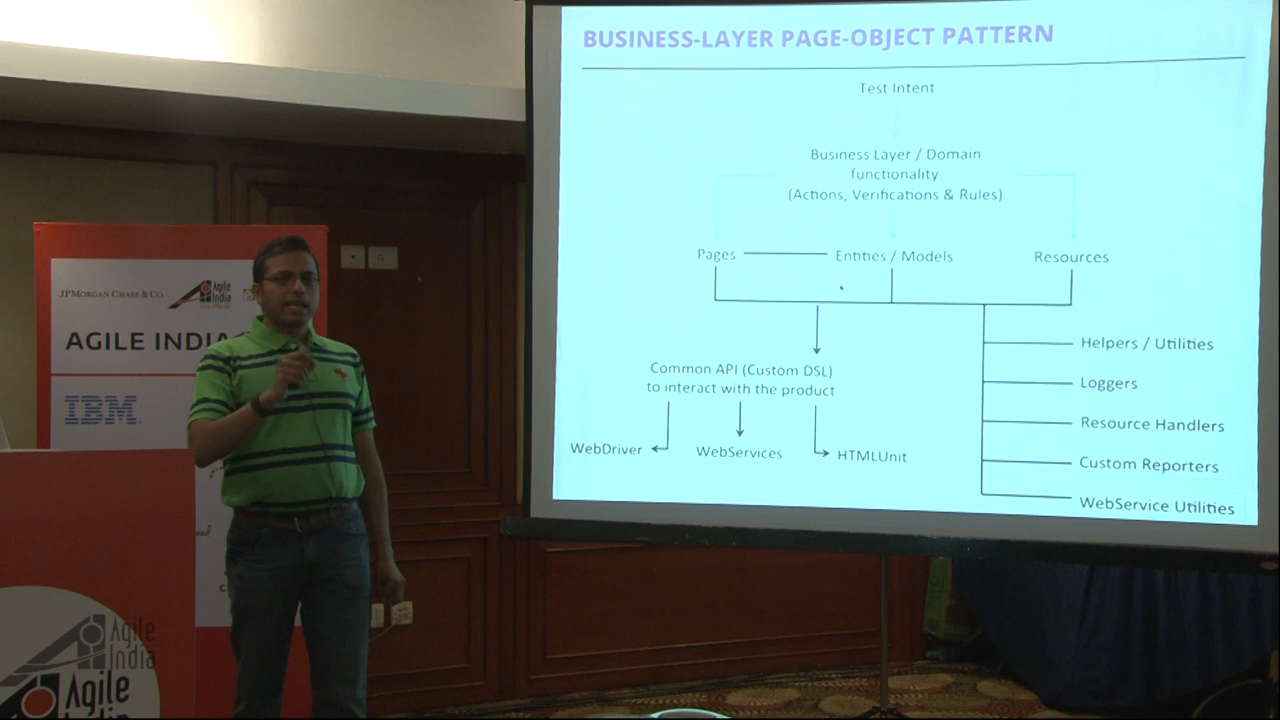 BUSINESS-LAYER PAGE-OBJECT PATTERN
Test Intent
Business Layer / Domain
functionality
(Actions, Verifications & Rules)
Pages
Entities / Models
Resources
Common API (Custom DSL)
to interact with the product
WebDriver
WebServices
HTMLUnit
Helpers / Utilities
Loggers
Resource Handlers
Custom Reporters
WebService Utilities
JPMORGAN CHASE & CO.
Agile
India
AGILE INDIA
IBM
Agile
India
Agile
India